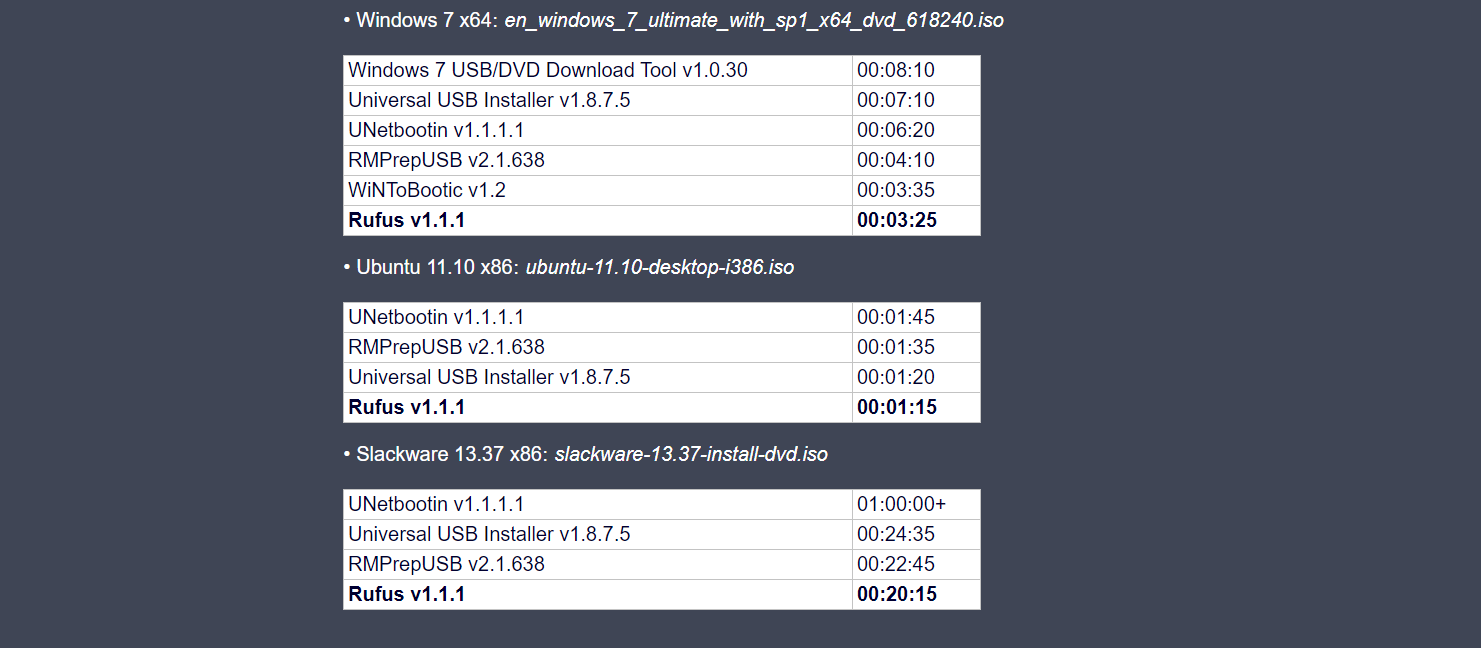 • Windows 7 x64: en_windows_7_ultimate_with_sp1_x64_dvd_618240.iso
Windows 7 USB/DVD Download Tool v1.0.30 00:08:10
Universal USB Installer v1.8.7.5 00:07:10
UNetbootin v1.1.1.1 00:06:20
RMPrepUSB v2.1.638 00:04:10
WiNToBootic v1.2 00:03:35
Rufus v1.1.1 00:03:25
• Ubuntu 11.10 x86: ubuntu-11.10-desktop-i386.iso
UNetbootin v1.1.1.1 00:01:45
RMPrepUSB v2.1.638 00:01:35
Universal USB Installer v1.8.7.5 00:01:20
Rufus v1.1.1 00:01:15
• Slackware 13.37 x86: slackware-13.37-install-dvd.iso
UNetbootin v1.1.1.1 01:00:00+
Universal USB Installer v1.8.7.5 00:24:35
RMPrepUSB v2.1.638 00:22:45
Rufus v1.1.1 00:20:15